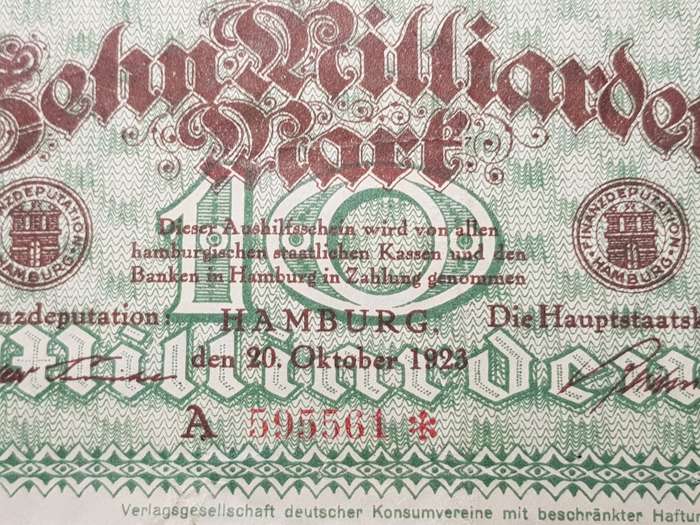 Zehn Milliarden
Mark
10
FINANZDEPUTATION
HAMBURG
FINANZDEPUTATION
HAMBURG
Dieser Aushilfsschein wird von allen
hamburgischen staatlichen Kassen und den
Banken in Hamburg in Zahlung genommen
nzdeputation: HAMBURG, Die Hauptstaatsk
Milliarden
den 20. Oktober 1923
A 595561 *
Verlagsgesellschaft deutscher Konsumvereine mit beschränkter Haftun